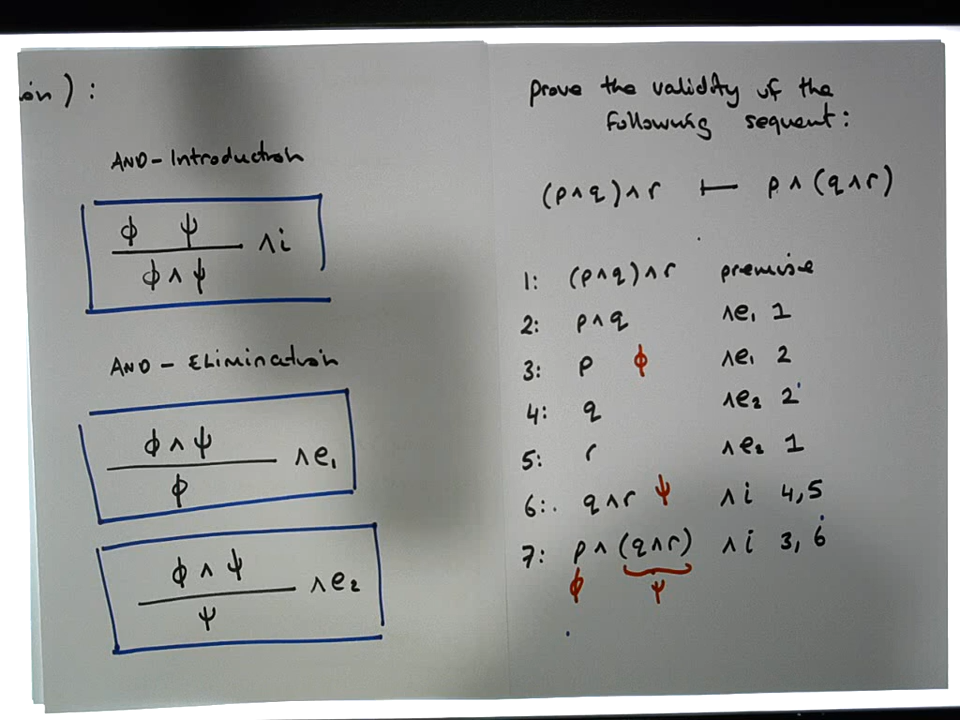 ion):
AND-Introduction
ϕ ψ
ϕ∧ψ
∧i
AND-Elimination
ϕ∧ψ
ϕ
∧e₁
ϕ∧ψ
ψ
∧e₂
prove the validity of the
following sequent:
(p∧q)∧r ⊢ p∧(q∧r)
1: (p∧q)∧r premise
2: p∧q ∧e₁ 1
3: p ϕ ∧e₁ 2
4: q ∧e₂ 2
5: r ∧e₂ 1
6: q∧r ψ ∧i 4,5
7: p∧(q∧r) ∧i 3,6
ϕ ψ